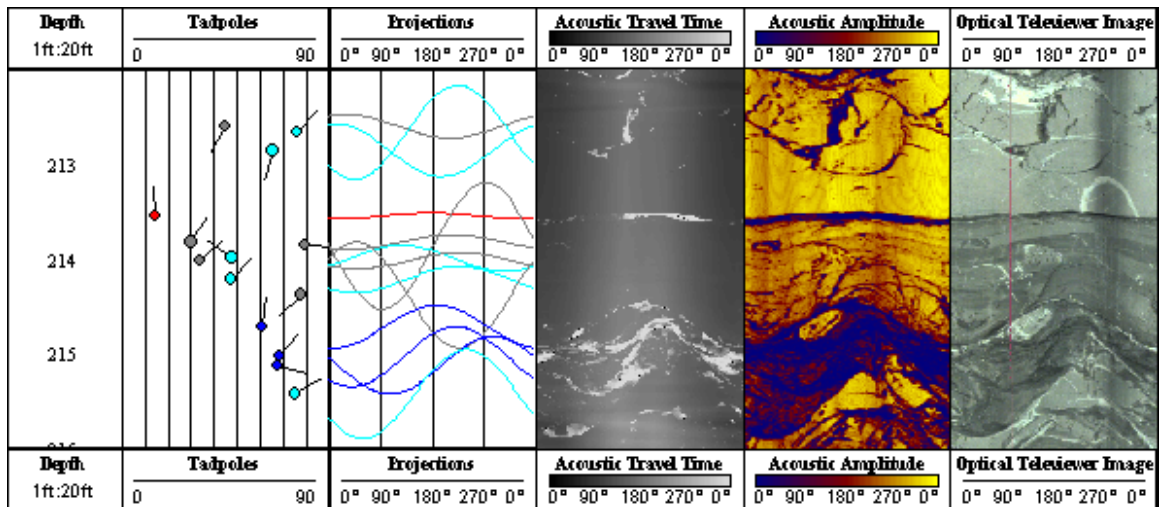 Depth Tadpoles Projections Acoustic Travel Time Acoustic Amplitude Optical Televiewer Image
1ft:20ft 0 90 0° 90° 180° 270° 0° 0° 90° 180° 270° 0° 0° 90° 180° 270° 0° 0° 90° 180° 270° 0°
213
214
215
Depth Tadpoles Projections Acoustic Travel Time Acoustic Amplitude Optical Televiewer Image
1ft:20ft 0 90 0° 90° 180° 270° 0° 0° 90° 180° 270° 0° 0° 90° 180° 270° 0° 0° 90° 180° 270° 0°